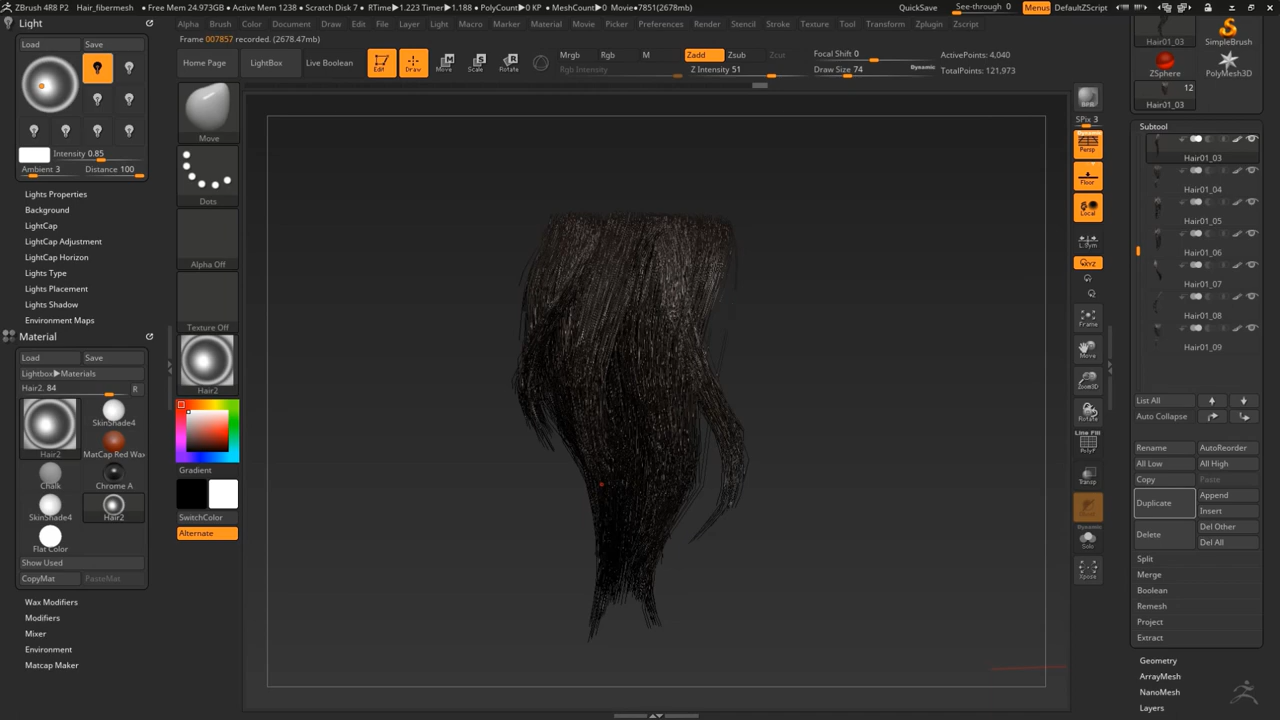 ZBrush 4R8 P2 Hair_fibermesh • Free Mem 24.973GB • Active Mem 1238 • Scratch Disk 7 • RTime▶1.223 Timer▶1.188 • PolyCount▶0 KP • MeshCount▶0 Movie•7851(2678mb) QuickSave See-through 0 Menus DefaultZScript
Light Alpha Brush Color Document Draw Edit File Layer Light Macro Marker Material Movie Picker Preferences Render Stencil Stroke Texture Tool Transform Zplugin Zscript
Frame 007857 recorded. (2678.47mb)
Load Save
Home Page LightBox Live Boolean Edit Draw Move Scale Rotate
Mrgb Rgb M Zadd Zsub Zcut
Rgb Intensity Z Intensity 51
Focal Shift 0
Draw Size 74 Dynamic
ActivePoints: 4,040
TotalPoints: 121,973
Intensity 0.85
Ambient 3 Distance 100
Lights Properties
Background
LightCap
LightCap Adjustment
LightCap Horizon
Lights Type
Lights Placement
Lights Shadow
Environment Maps
Material
Load Save
Lightbox▶Materials
Hair2. 84 R
Hair2
SkinShade4
MatCap Red Wax
Chalk
Chrome A
SkinShade4
Hair2
Flat Color
Show Used
CopyMat PasteMat
Wax Modifiers
Modifiers
Mixer
Environment
Matcap Maker
Move
Dots
Alpha Off
Texture Off
Hair2
Gradient
SwitchColor
Alternate
BPR
SPix 3
Dynamic
Persp
Floor
Local
L.Sym
XYZ
Frame
Move
Zoom3D
Rotate
Line Fill
PolyF
Transp
Dynamic
Solo
Xpose
Hair01_03 SimpleBrush
ZSphere PolyMesh3D
12
Hair01_03
Subtool
Hair01_03
Hair01_04
Hair01_05
Hair01_06
Hair01_07
Hair01_08
Hair01_09
List All
Auto Collapse
Rename AutoReorder
All Low All High
Copy Paste
Duplicate Append
Insert
Delete Del Other
Del All
Split
Merge
Boolean
Remesh
Project
Extract
Geometry
ArrayMesh
NanoMesh
Layers